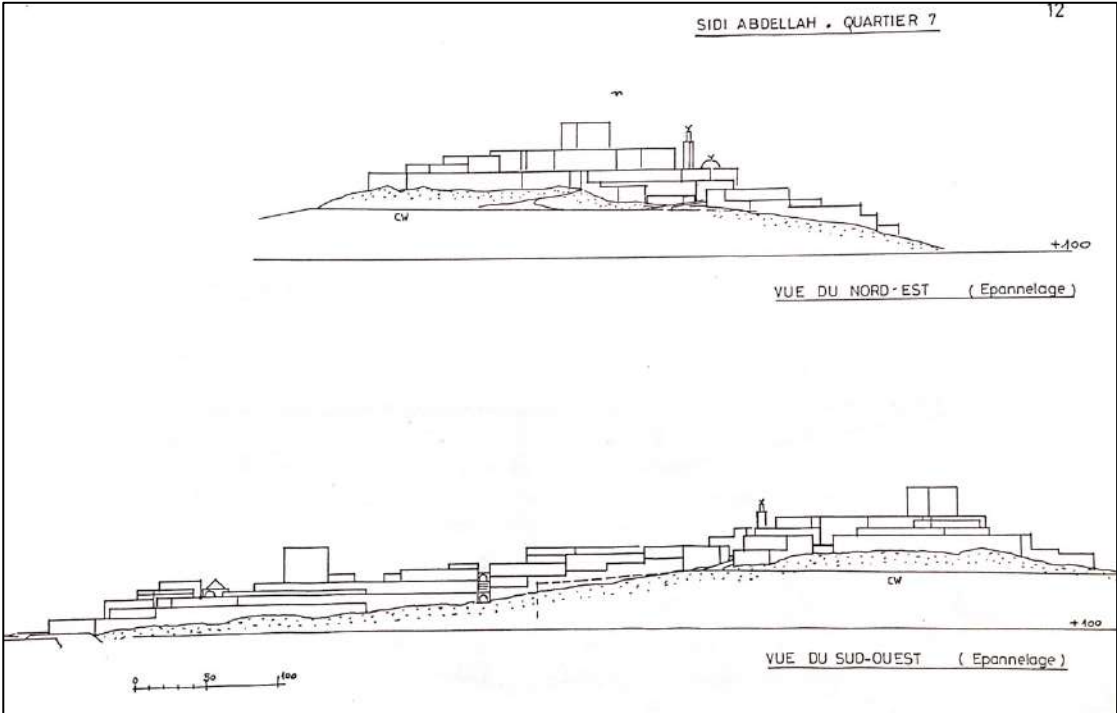 12
SIDI ABDELLAH . QUARTIER 7
CW
+100
VUE DU NORD-EST ( Epannelage )
CW
+100
VUE DU SUD-OUEST ( Epannelage )
0 50 100